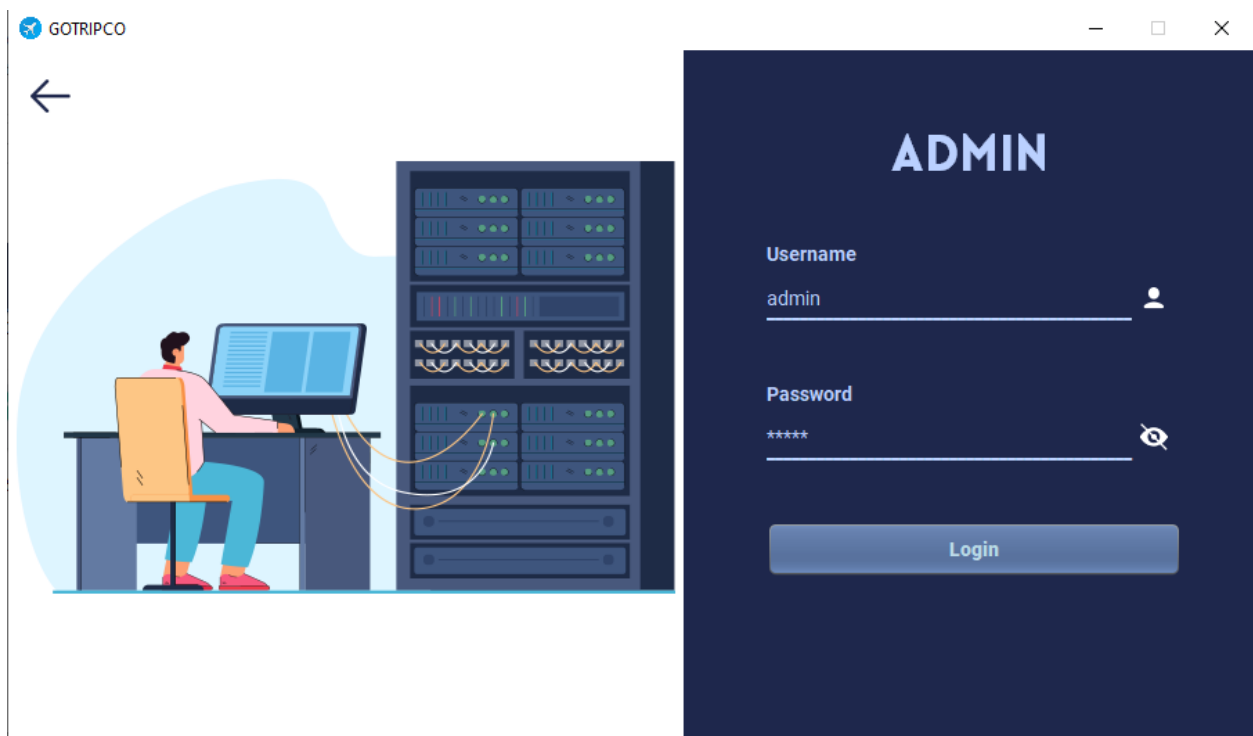 GOTRIPCO
ADMIN
Username
admin
Password
*****
Login